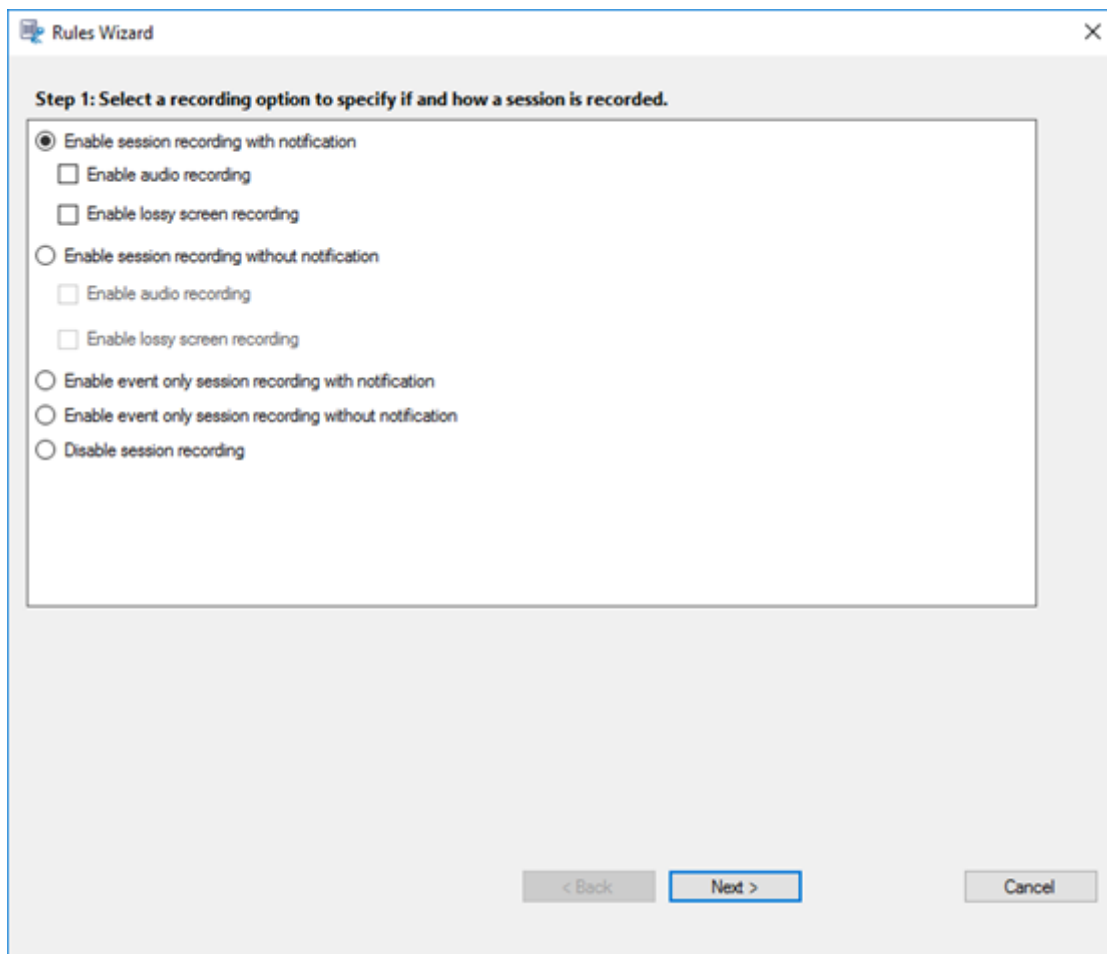 Rules Wizard
Step 1: Select a recording option to specify if and how a session is recorded.
Enable session recording with notification
Enable audio recording
Enable lossy screen recording
Enable session recording without notification
Enable audio recording
Enable lossy screen recording
Enable event only session recording with notification
Enable event only session recording without notification
Disable session recording
< Back
Next >
Cancel